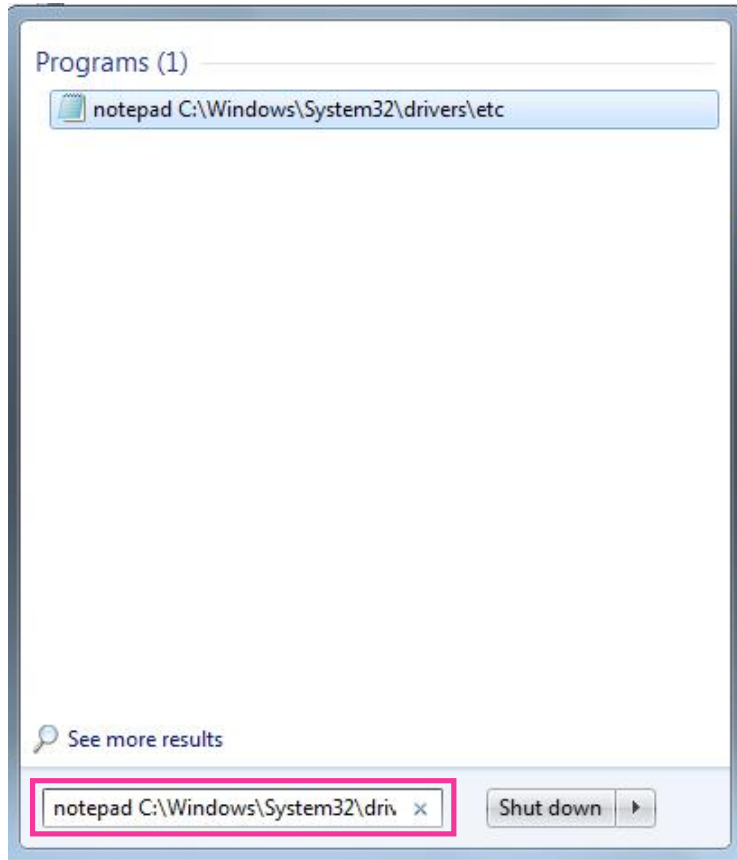 Programs (1)
notepad C:\Windows\System32\drivers\etc
See more results
notepad C:\Windows\System32\driv
Shut down